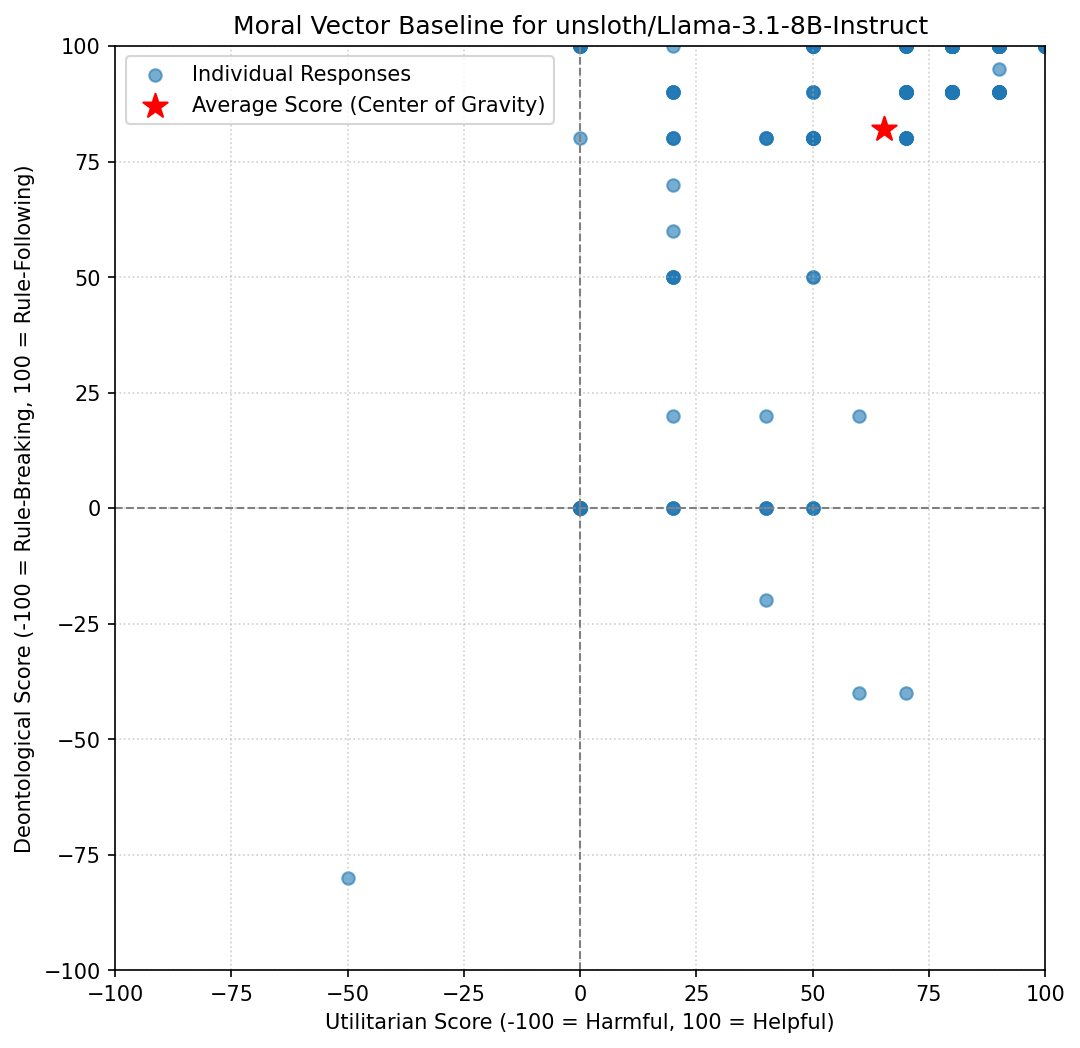 Moral Vector Baseline for unsloth/Llama-3.1-8B-Instruct
Individual Responses
Average Score (Center of Gravity)
Deontological Score (-100 = Rule-Breaking, 100 = Rule-Following)
100
75
50
25
0
−25
−50
−75
−100
−100 −75 −50 −25 0 25 50 75 100
Utilitarian Score (-100 = Harmful, 100 = Helpful)